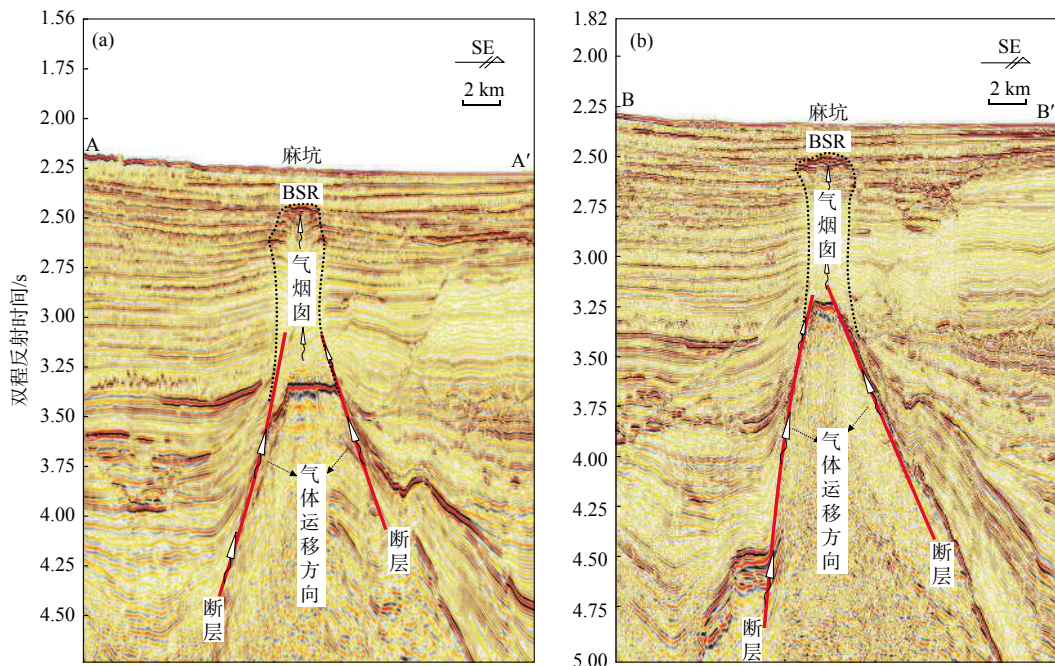 (a)
SE
2 km
A
A′
麻坑
BSR
气烟囱
气体运移方向
断层
断层
双程反射时间/s
1.56
1.75
2.00
2.25
2.50
2.75
3.00
3.25
3.50
3.75
4.00
4.25
4.50
(b)
SE
2 km
B
B′
麻坑
BSR
气烟囱
气体运移方向
断层
断层
1.82
2.00
2.25
2.50
2.75
3.00
3.25
3.50
3.75
4.00
4.25
4.50
4.75
5.00